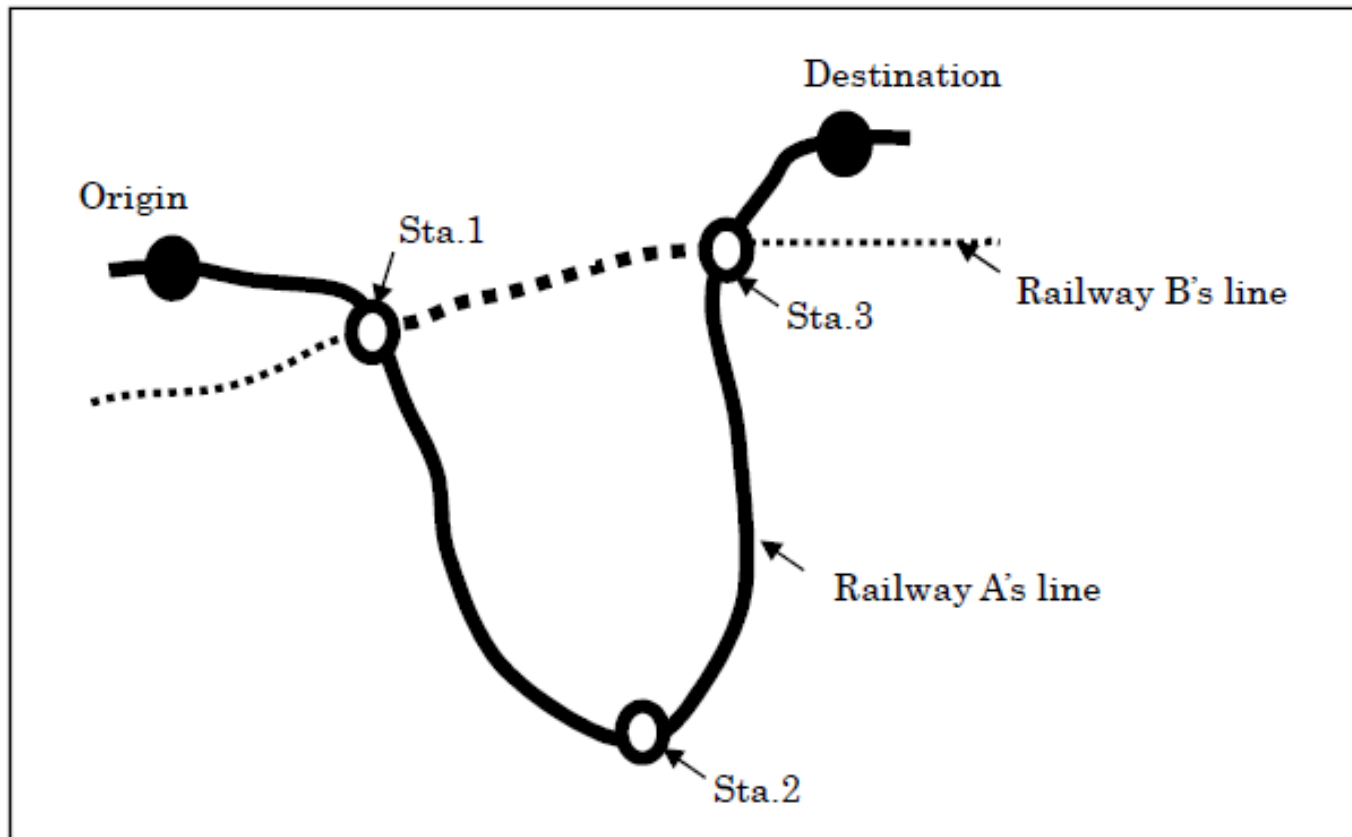 Destination
Origin
Sta.1
Railway B's line
Sta.3
Railway A's line
Sta.2